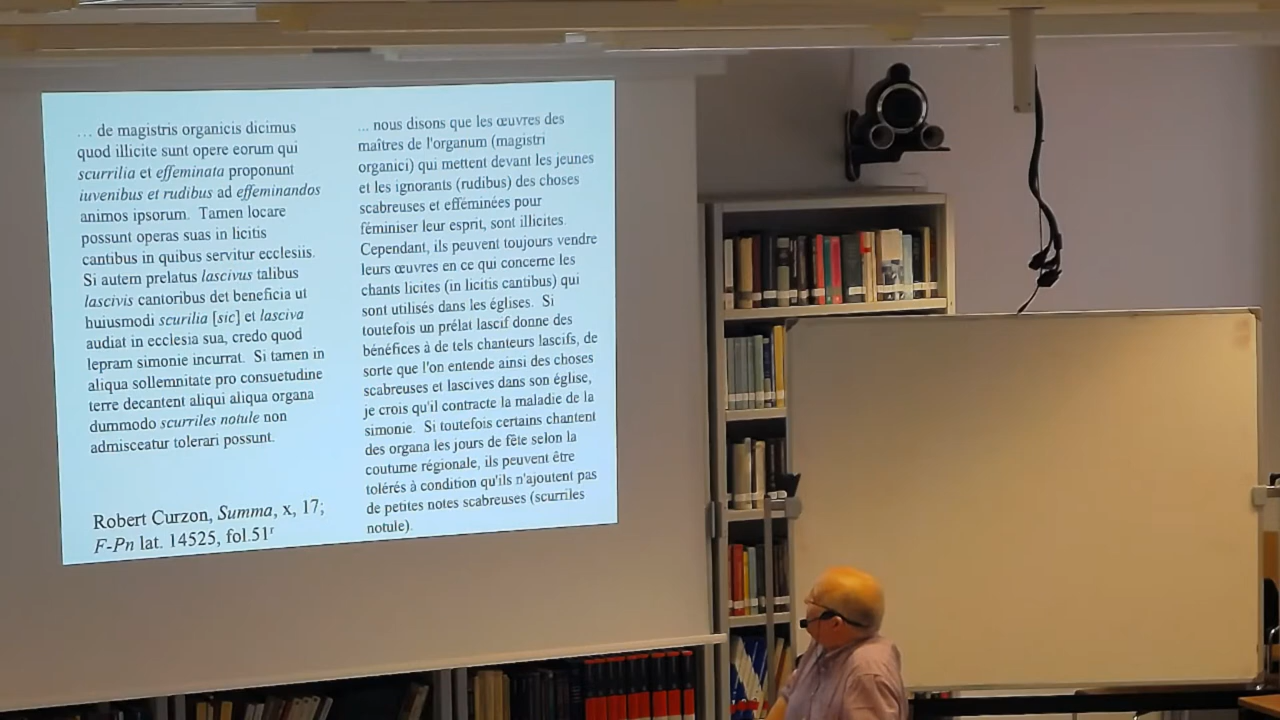 … de magistris organicis dicimus
quod illicite sunt opere eorum qui
scurrilia et effeminata proponunt
iuvenibus et rudibus ad effeminandos
animos ipsorum. Tamen locare
possunt operas suas in licitis
cantibus in quibus servitur ecclesiis.
Si autem prelatus lascivus talibus
lascivis cantoribus det beneficia ut
huiusmodi scurilia [sic] et lasciva
audiat in ecclesia sua, credo quod
lepram simonie incurrat. Si tamen in
aliqua sollemnitate pro consuetudine
terre decantent aliqui aliqua organa
dummodo scurriles notule non
admisceatur tolerari possunt.
Robert Curzon, Summa, x, 17;
F-Pn lat. 14525, fol.51r
... nous disons que les œuvres des
maîtres de l'organum (magistri
organici) qui mettent devant les jeunes
et les ignorants (rudibus) des choses
scabreuses et efféminées pour
féminiser leur esprit, sont illicites.
Cependant, ils peuvent toujours vendre
leurs œuvres en ce qui concerne les
chants licites (in licitis cantibus) qui
sont utilisés dans les églises. Si
toutefois un prélat lascif donne des
bénéfices à de tels chanteurs lascifs, de
sorte que l'on entende ainsi des choses
scabreuses et lascives dans son église,
je crois qu'il contracte la maladie de la
simonie. Si toutefois certains chantent
des organa les jours de fête selon la
coutume régionale, ils peuvent être
tolérés à condition qu'ils n'ajoutent pas
de petites notes scabreuses (scurriles
notule).